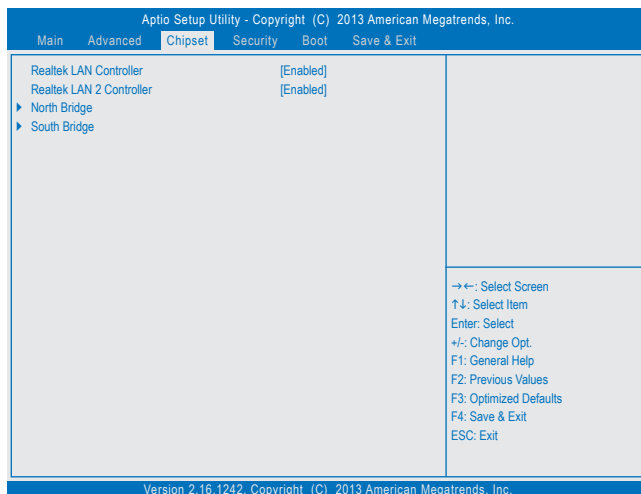 Aptio Setup Utility - Copyright (C) 2013 American Megatrends, Inc.
Main Advanced Chipset Security Boot Save & Exit
Realtek LAN Controller [Enabled]
Realtek LAN 2 Controller [Enabled]
North Bridge
South Bridge
→←: Select Screen
↑↓: Select Item
Enter: Select
+/-: Change Opt.
F1: General Help
F2: Previous Values
F3: Optimized Defaults
F4: Save & Exit
ESC: Exit
Version 2.16.1242. Copyright (C) 2013 American Megatrends, Inc.